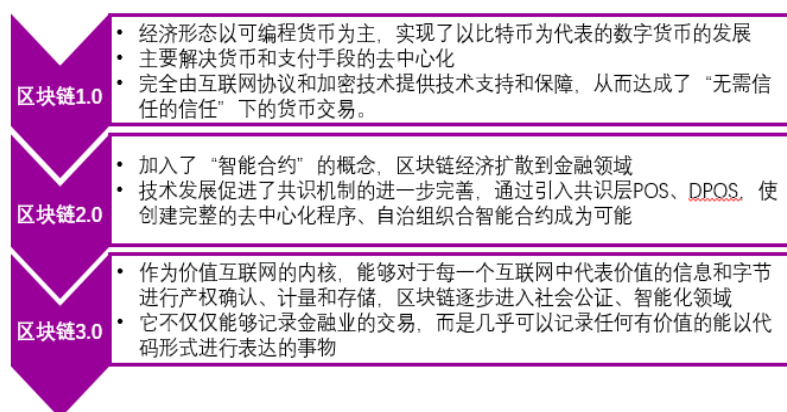 区块链1.0
• 经济形态以可编程货币为主，实现了以比特币为代表的数字货币的发展
• 主要解决货币和支付手段的去中心化
• 完全由互联网协议和加密技术提供技术支持和保障，从而达成了“无需信
任的信任”下的货币交易。
区块链2.0
• 加入了“智能合约”的概念，区块链经济扩散到金融领域
• 技术发展促进了共识机制的进一步完善，通过引入共识层POS、DPOS，使
创建完整的去中心化程序、自治组织合智能合约成为可能
区块链3.0
• 作为价值互联网的内核，能够对于每一个互联网中代表价值的信息和字节
进行产权确认、计量和存储，区块链逐步进入社会公证、智能化领域
• 它不仅仅能够记录金融业的交易，而是几乎可以记录任何有价值的能以代
码形式进行表达的事物